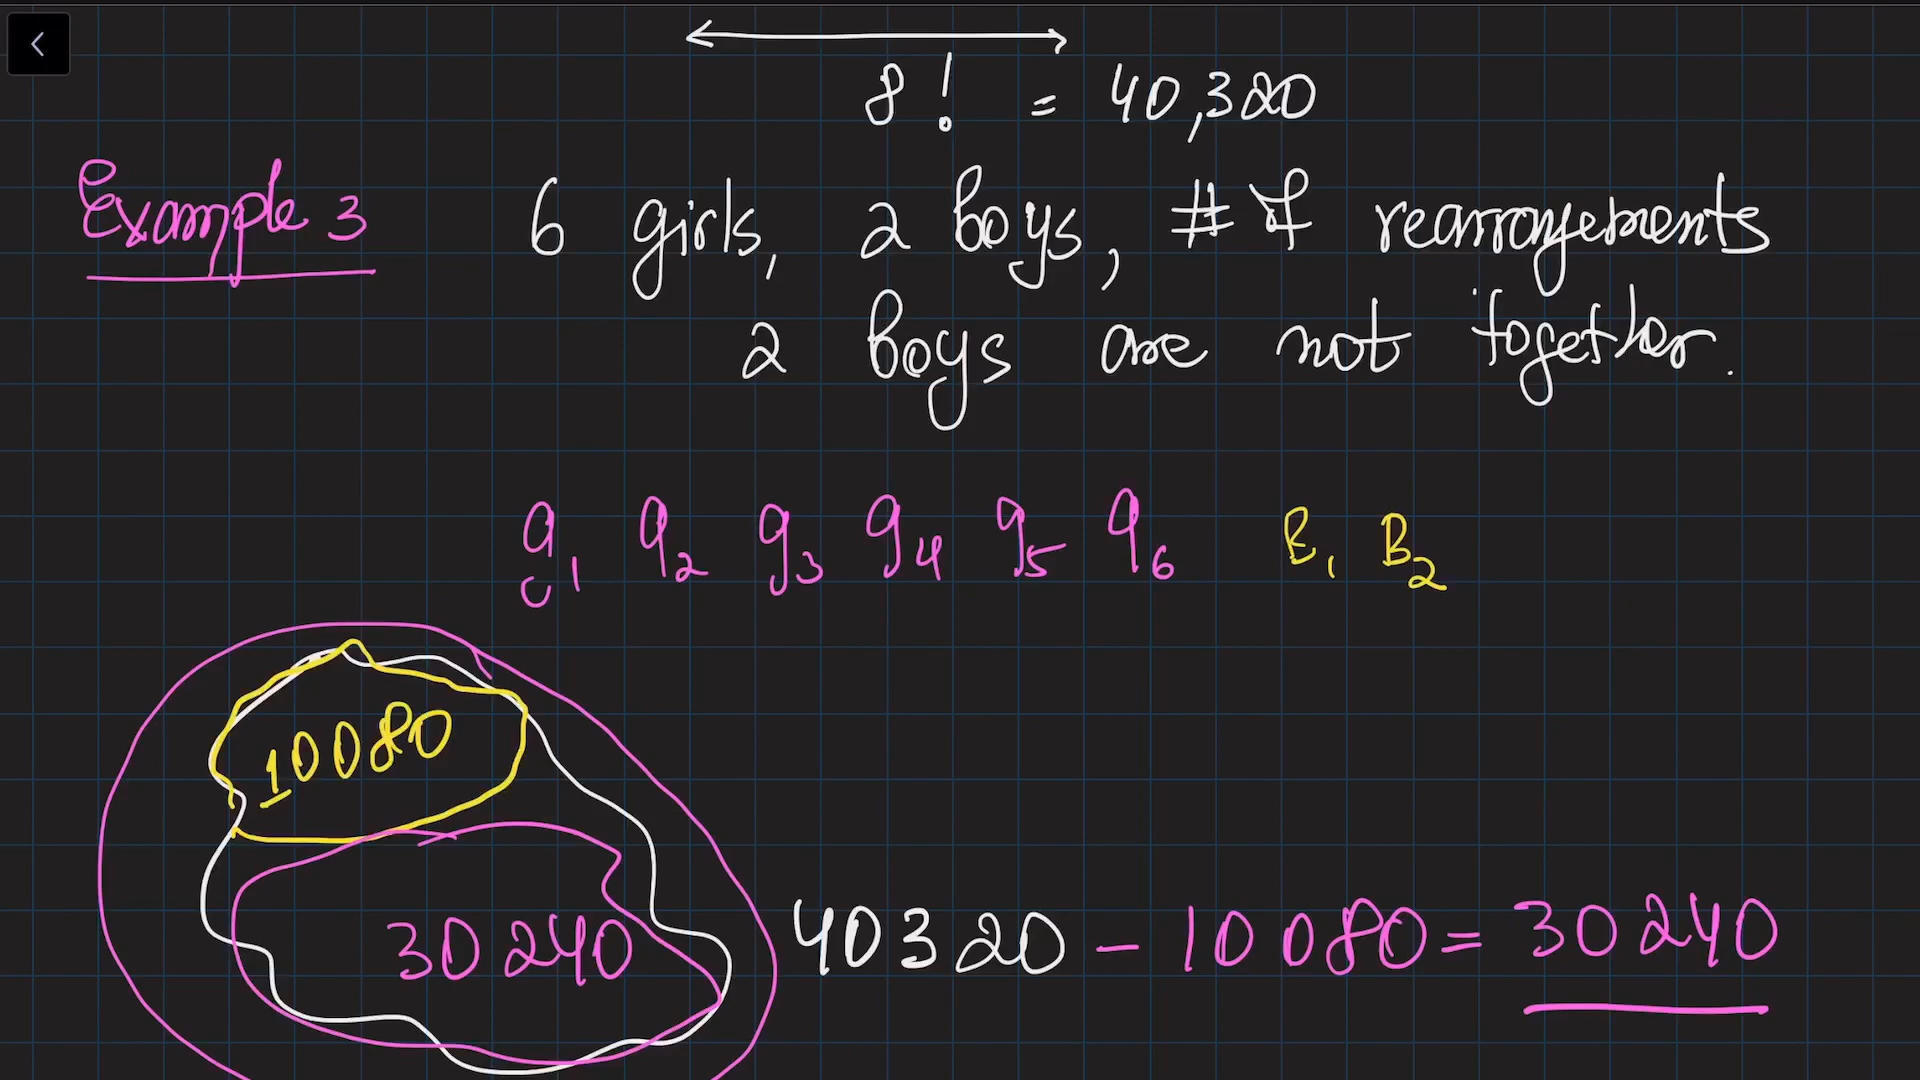 8! = 40,320
Example 3 6 girls, 2 boys, # of rearrangements
2 boys are not together.
g1 g2 g3 g4 g5 g6 B1 B2
10080
30240 40320 - 10080 = 30240